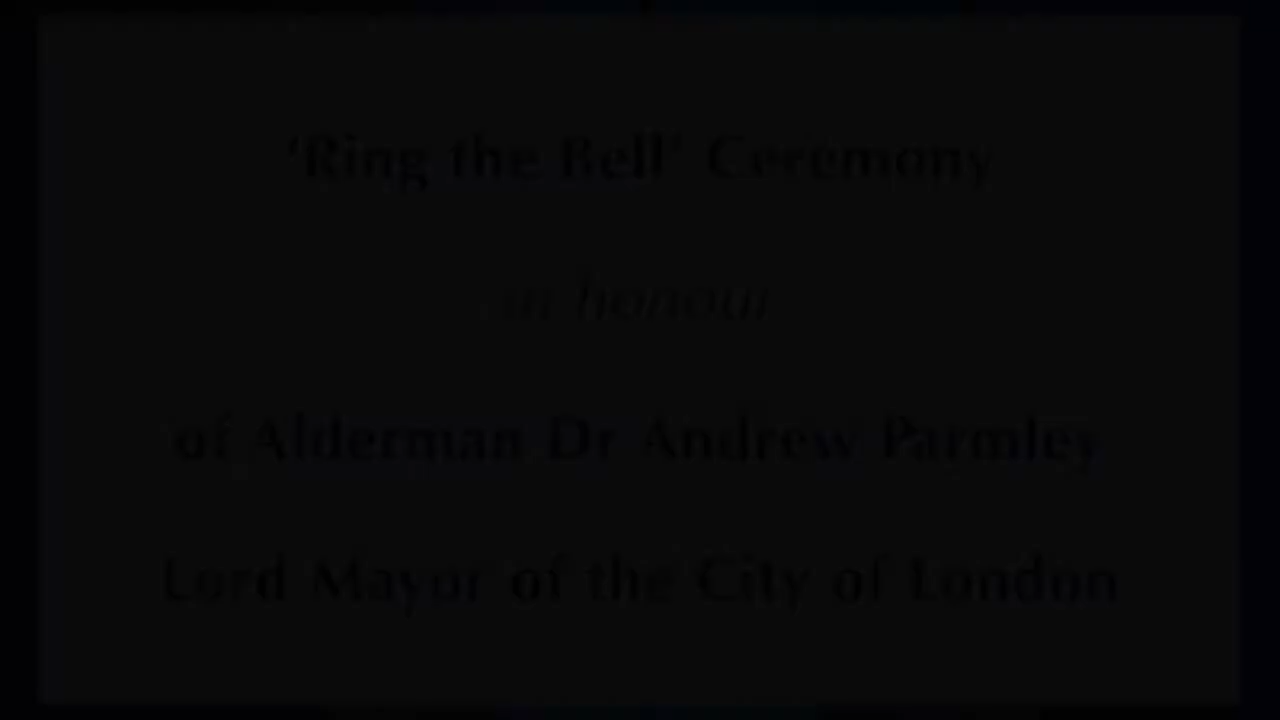 ‘Ring the Bell’ Ceremony
in honour
of Alderman Dr Andrew Parmley
Lord Mayor of the City of London